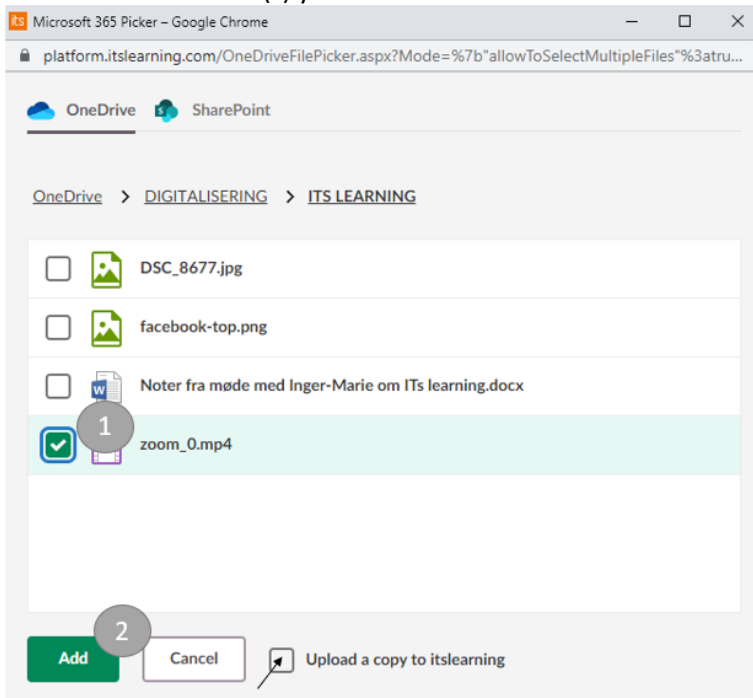 its Microsoft 365 Picker – Google Chrome
platform.itslearning.com/OneDriveFilePicker.aspx?Mode=%7b"allowToSelectMultipleFiles"%3atru...
OneDrive S SharePoint
OneDrive > DIGITALISERING > ITS LEARNING
DSC_8677.jpg
facebook-top.png
W Noter fra møde med Inger-Marie om ITs learning.docx
1
zoom_0.mp4
2
Add Cancel Upload a copy to itslearning